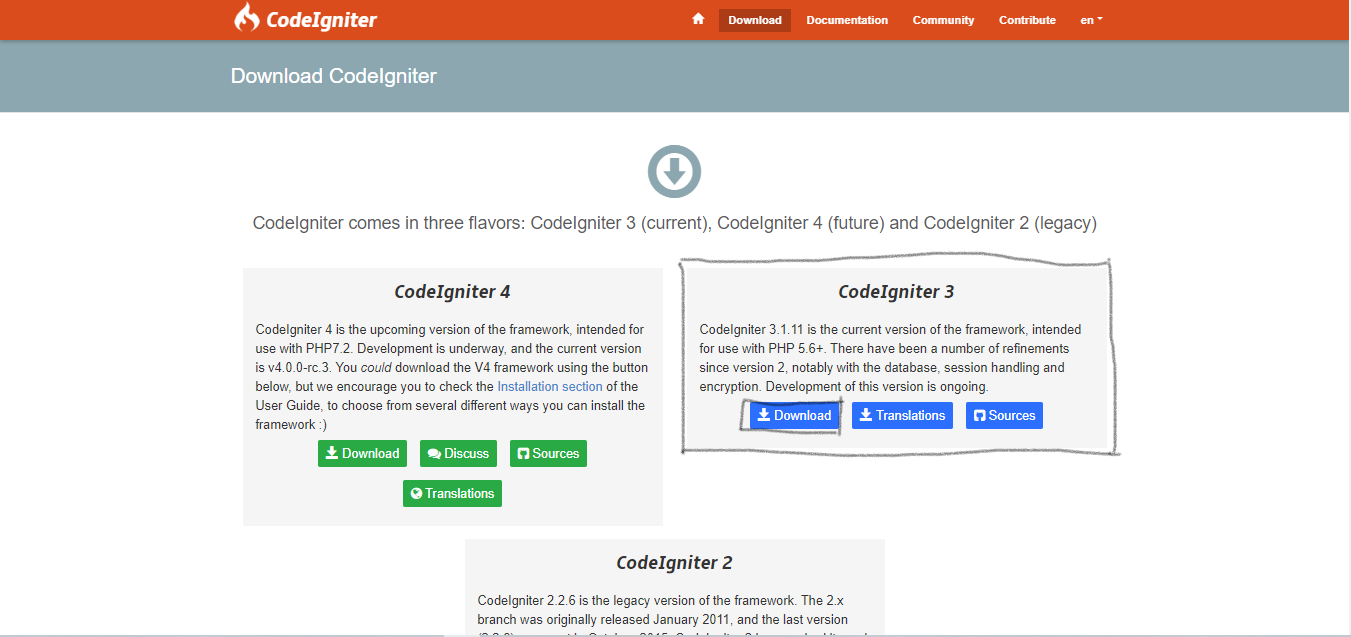 CodeIgniter
Download Documentation Community Contribute en
Download CodeIgniter
CodeIgniter comes in three flavors: CodeIgniter 3 (current), CodeIgniter 4 (future) and CodeIgniter 2 (legacy)
CodeIgniter 4
CodeIgniter 4 is the upcoming version of the framework, intended for
use with PHP7.2. Development is underway, and the current version
is v4.0.0-rc.3. You could download the V4 framework using the button
below, but we encourage you to check the Installation section of the
User Guide, to choose from several different ways you can install the
framework :)
Download Discuss Sources
Translations
CodeIgniter 3
CodeIgniter 3.1.11 is the current version of the framework, intended
for use with PHP 5.6+. There have been a number of refinements
since version 2, notably with the database, session handling and
encryption. Development of this version is ongoing.
Download Translations Sources
CodeIgniter 2
CodeIgniter 2.2.6 is the legacy version of the framework. The 2.x
branch was originally released January 2011, and the last version